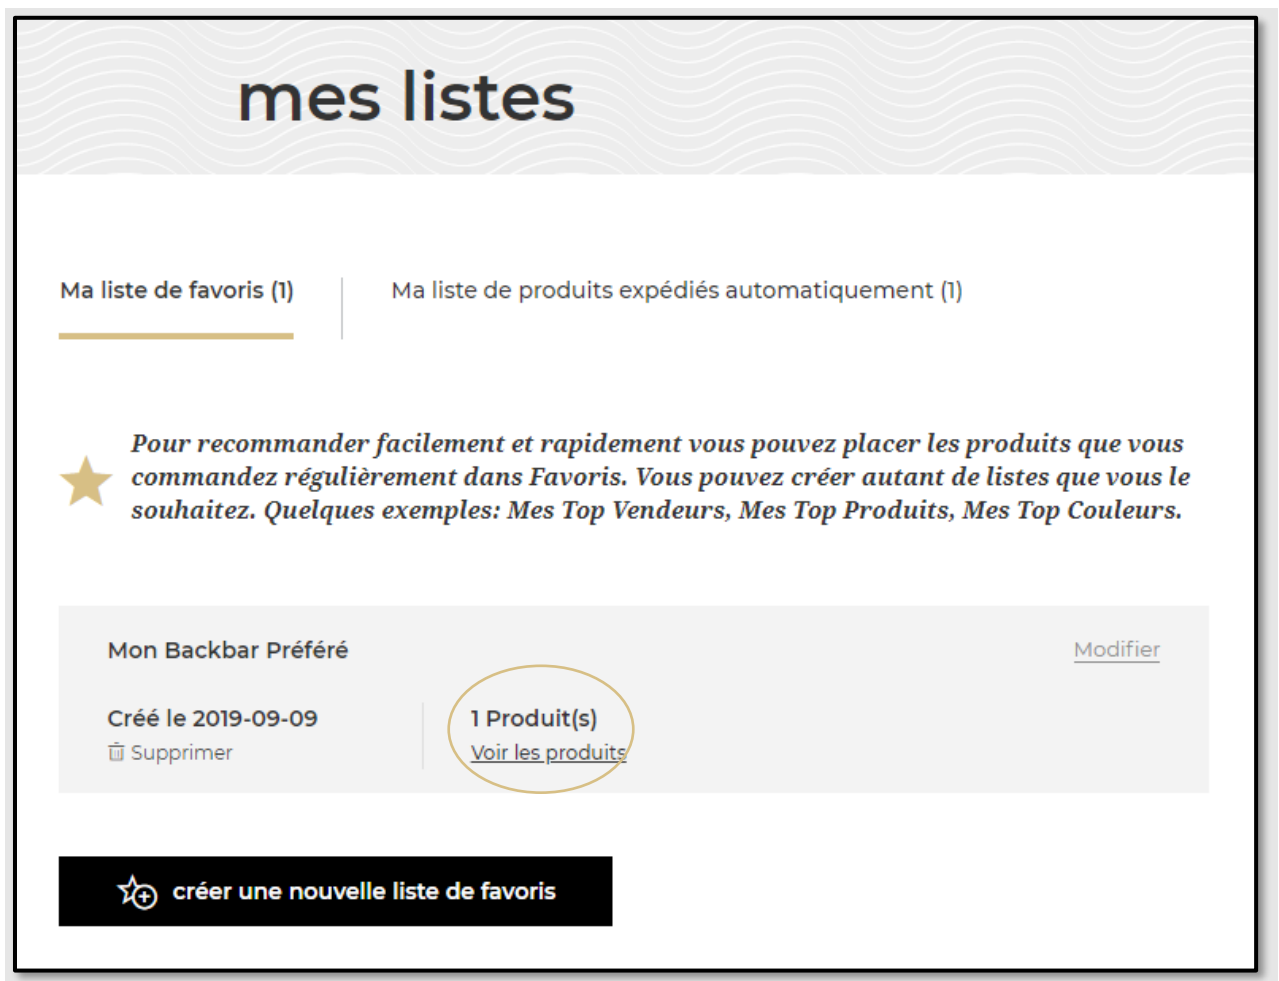 mes listes
Ma liste de favoris (1)
Ma liste de produits expédiés automatiquement (1)
Pour recommander facilement et rapidement vous pouvez placer les produits que vous
commandez régulièrement dans Favoris. Vous pouvez créer autant de listes que vous le
souhaitez. Quelques exemples: Mes Top Vendeurs, Mes Top Produits, Mes Top Couleurs.
Mon Backbar Préféré
Modifier
Créé le 2019-09-09
Supprimer
1 Produit(s)
Voir les produits
créer une nouvelle liste de favoris